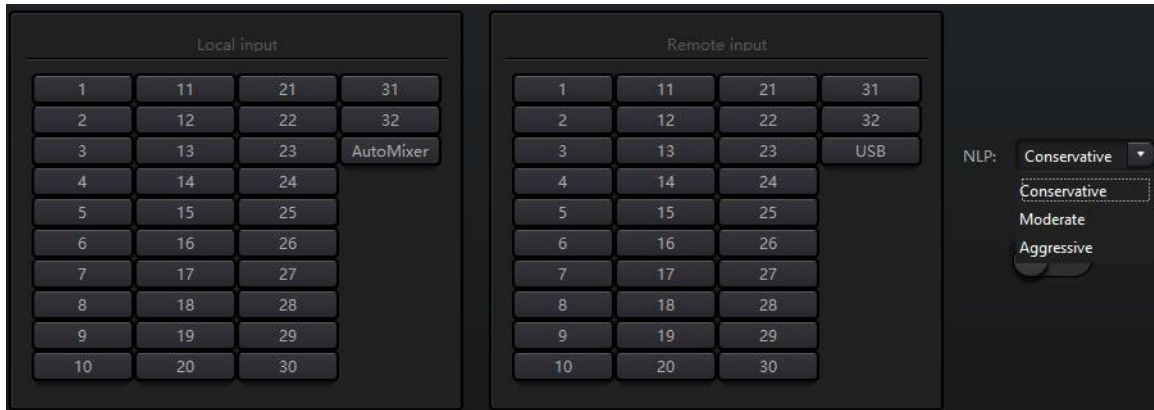 Local input Remote input
1 11 21 31 1 11 21 31
2 12 22 32 2 12 22 32
3 13 23 AutoMixer 3 13 23 USB NLP: Conservative
4 14 24 4 14 24 Conservative
5 15 25 5 15 25 Moderate
6 16 26 6 16 26 Aggressive
7 17 27 7 17 27
8 18 28 8 18 28
9 19 29 9 19 29
10 20 30 10 20 30